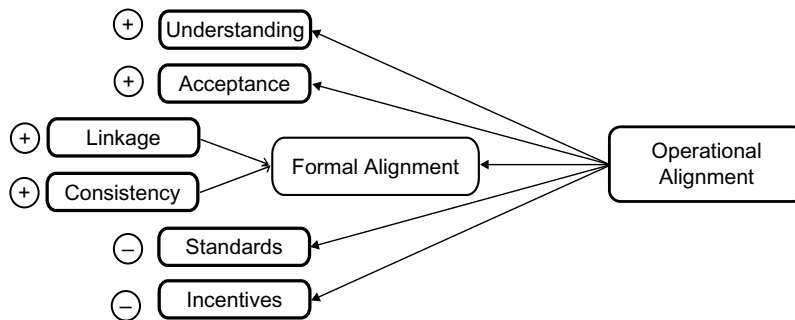 + Understanding
+ Acceptance
+ Linkage
+ Consistency
Formal Alignment
Operational
Alignment
– Standards
– Incentives